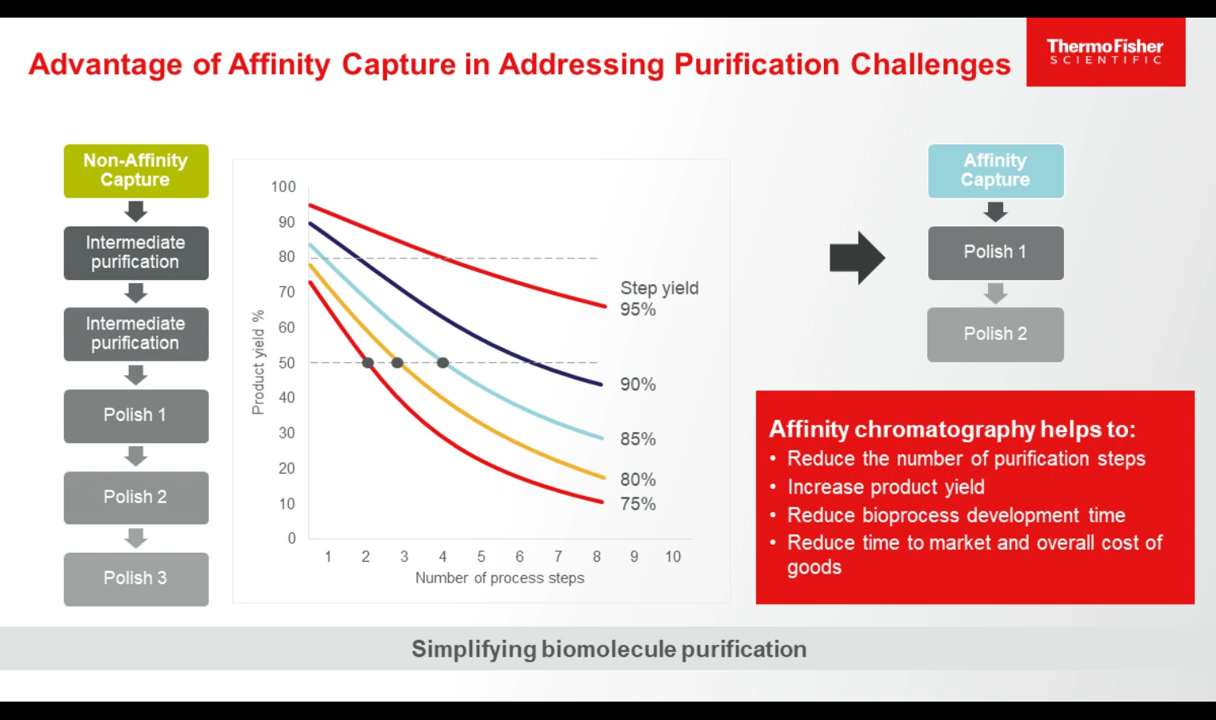 Advantage of Affinity Capture in Addressing Purification Challenges
ThermoFisher
SCIENTIFIC
Non-Affinity
Capture
Intermediate
purification
Intermediate
purification
Polish 1
Polish 2
Polish 3
Product yield %
100
90
80
70
60
50
40
30
20
10
0
1 2 3 4 5 6 7 8 9 10
Number of process steps
Step yield
95%
90%
85%
80%
75%
Affinity
Capture
Polish 1
Polish 2
Affinity chromatography helps to:
• Reduce the number of purification steps
• Increase product yield
• Reduce bioprocess development time
• Reduce time to market and overall cost of
goods
Simplifying biomolecule purification